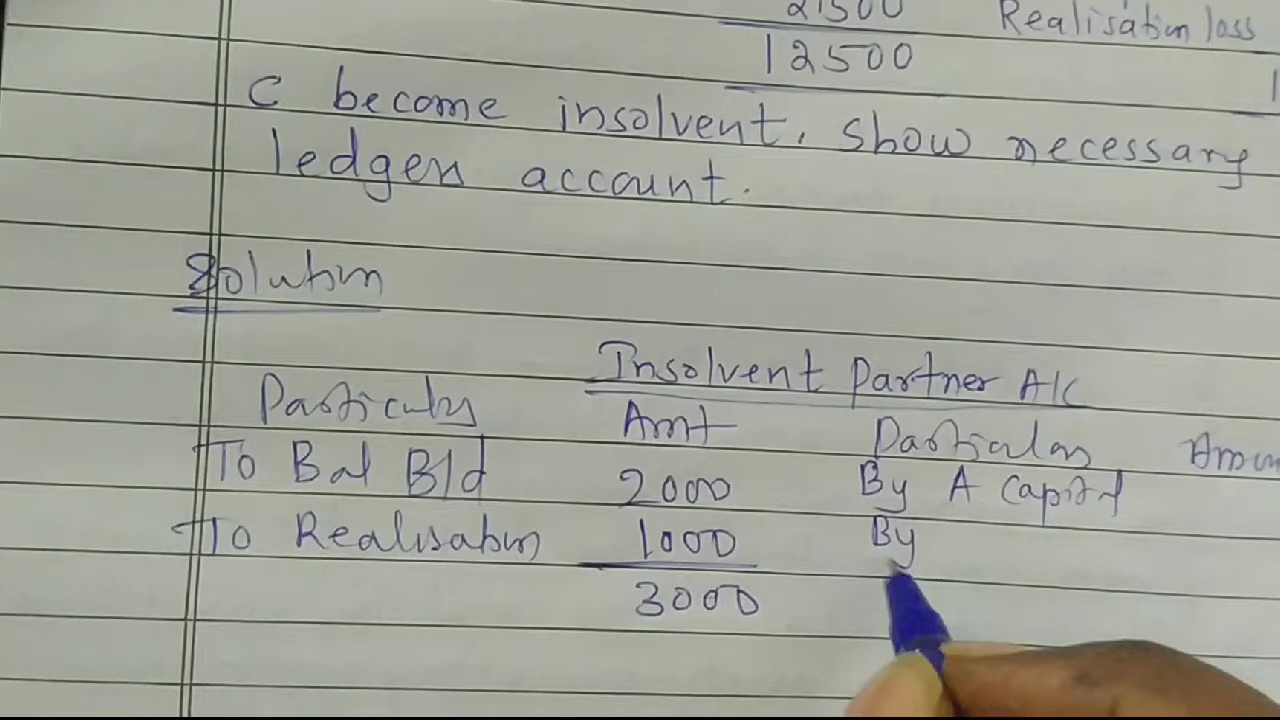 2500 Realisation loss
12500
C become insolvent, show necessary
ledger account.
Solution
Insolvent Partner A/C
Particulars Amt Particulars
To Bal B/d 2000 By A Capital
To Realisation 1000 By
3000